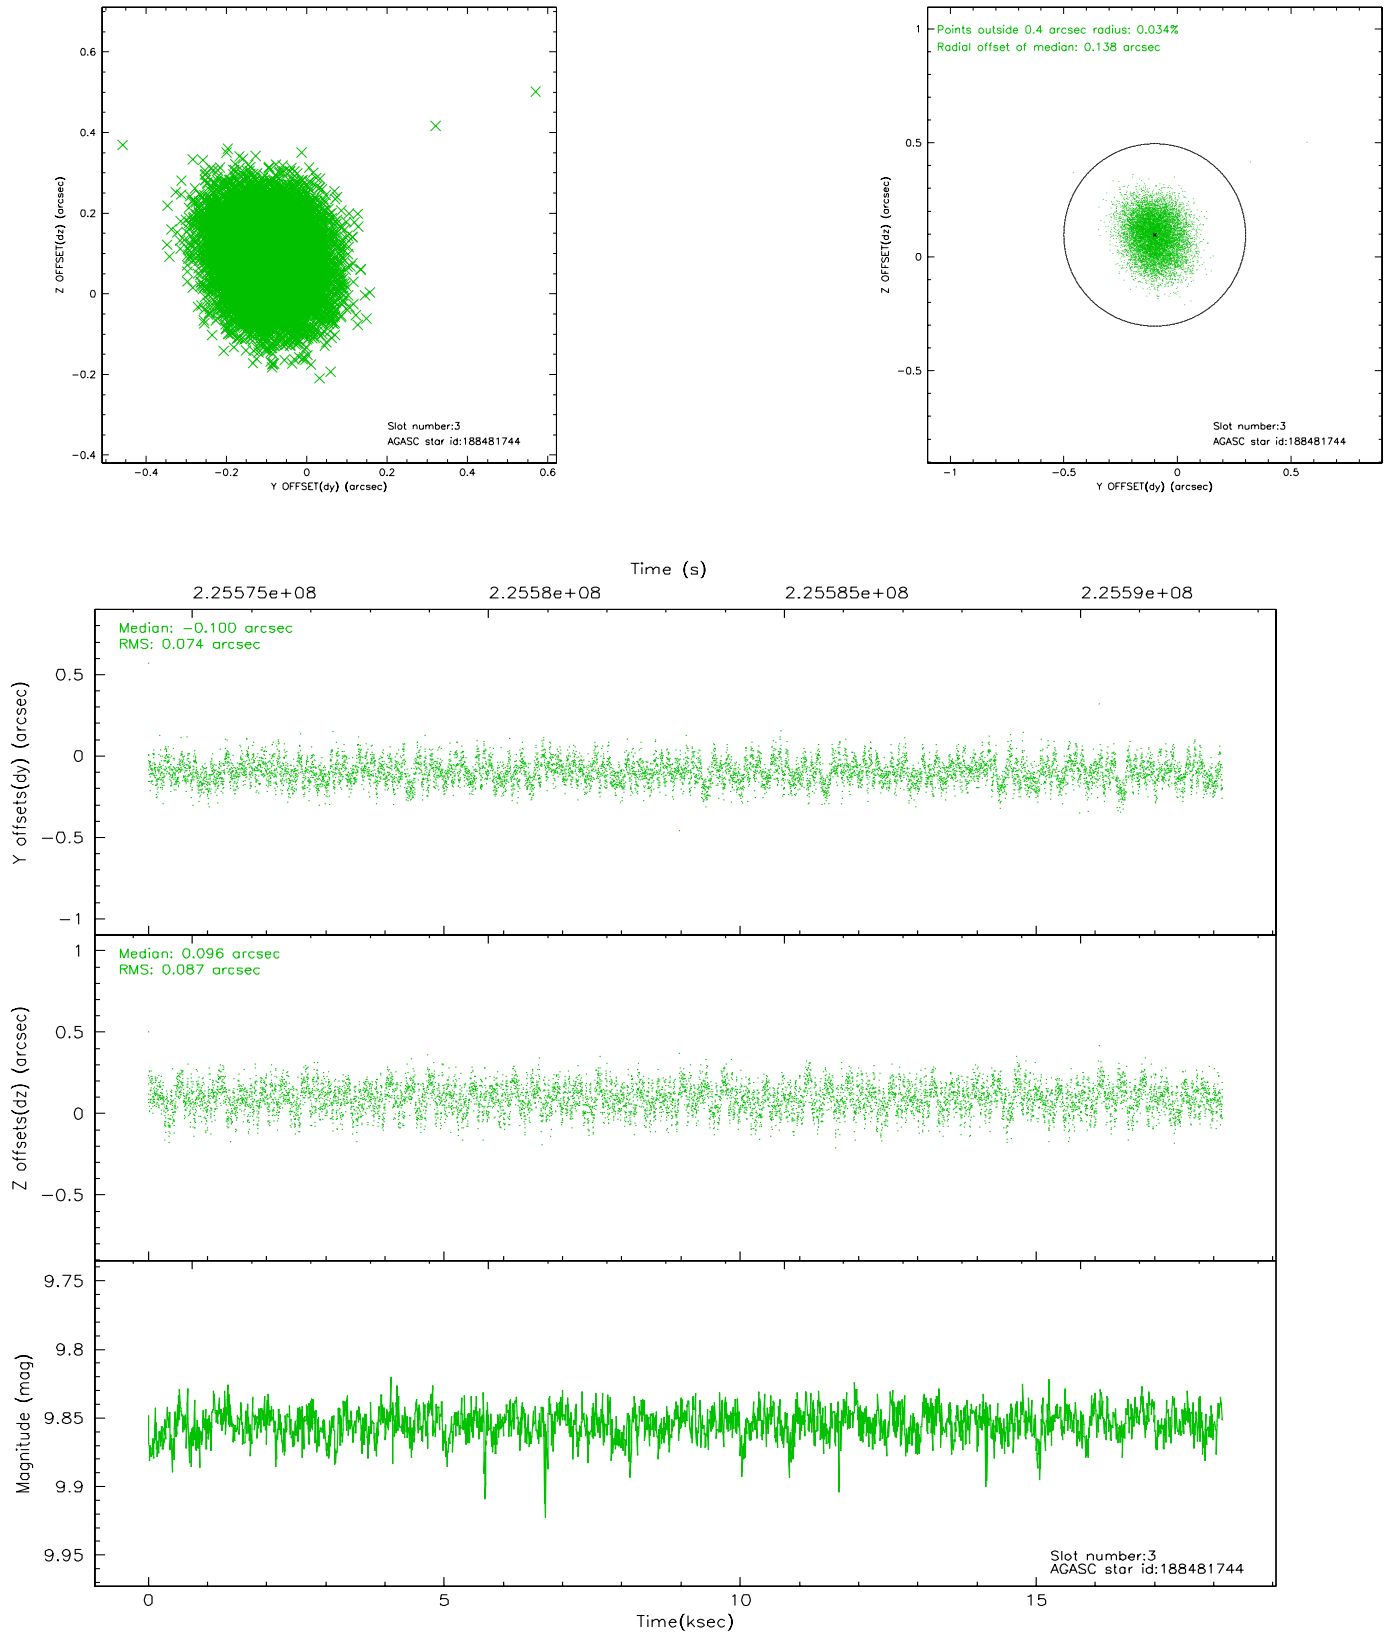 0.6
0.4
0.2
0
−0.2
−0.4
Z OFFSET(dz) (arcsec)
−0.4 −0.2 0 0.2 0.4 0.6
Y OFFSET(dy) (arcsec)
Slot number:3
AGASC star id:188481744
Points outside 0.4 arcsec radius: 0.034%
Radial offset of median: 0.138 arcsec
1
0.5
0
−0.5
Z OFFSET(dz) (arcsec)
−1 −0.5 0 0.5
Y OFFSET(dy) (arcsec)
Slot number:3
AGASC star id:188481744
Time (s)
2.25575e+08 2.2558e+08 2.25585e+08 2.2559e+08
Median: −0.100 arcsec
RMS: 0.074 arcsec
0.5
0
−0.5
−1
Y offsets(dy) (arcsec)
Median: 0.096 arcsec
RMS: 0.087 arcsec
1
0.5
0
−0.5
Z offsets(dz) (arcsec)
9.75
9.8
9.85
9.9
9.95
Magnitude (mag)
Slot number:3
AGASC star id:188481744
0 5 10 15
Time(ksec)